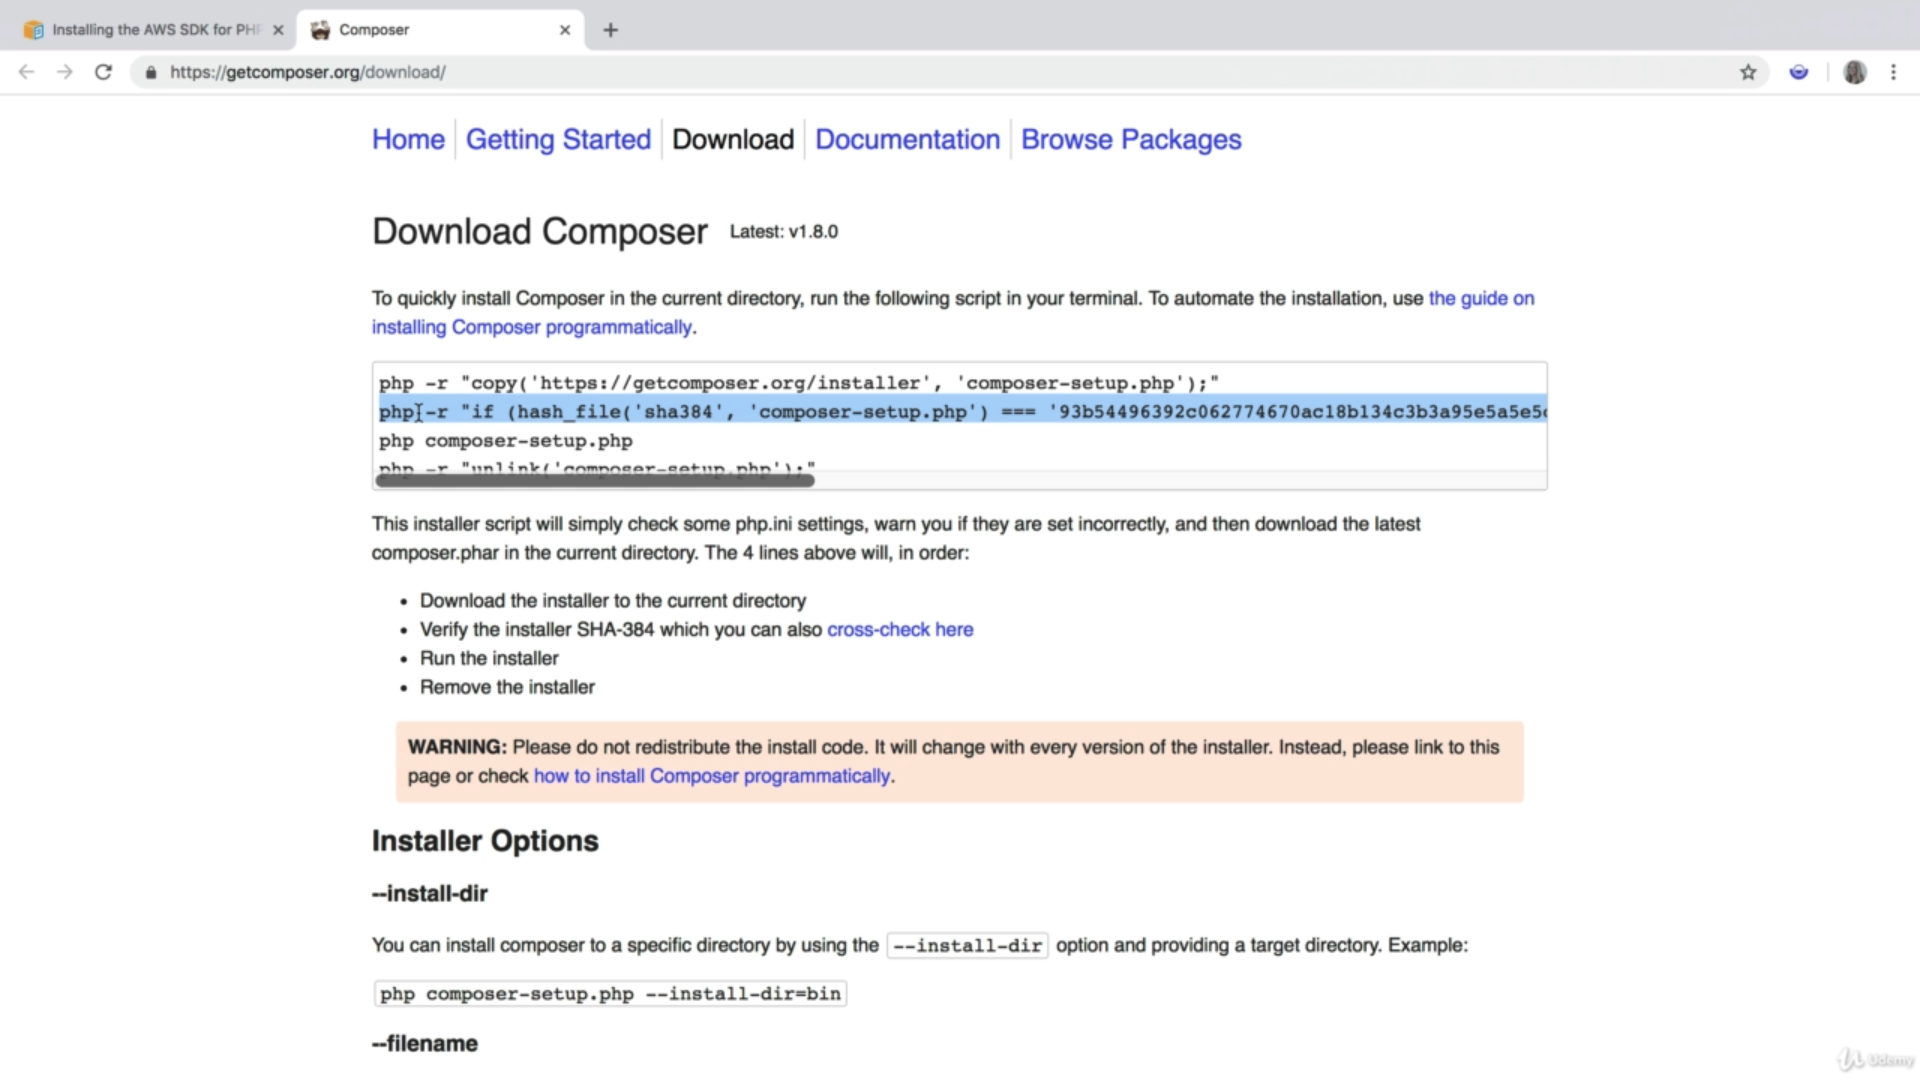 Installing the AWS SDK for PHP
Composer
https://getcomposer.org/download/
Home Getting Started Download Documentation Browse Packages
Download Composer Latest: v1.8.0
To quickly install Composer in the current directory, run the following script in your terminal. To automate the installation, use the guide on
installing Composer programmatically.
php -r "copy('https://getcomposer.org/installer', 'composer-setup.php');"
php -r "if (hash_file('sha384', 'composer-setup.php') === '93b54496392c062774670ac18b134c3b3a95e5a5e5
php composer-setup.php
php -r "unlink('composer-setup.php');"
This installer script will simply check some php.ini settings, warn you if they are set incorrectly, and then download the latest
composer.phar in the current directory. The 4 lines above will, in order:
• Download the installer to the current directory
• Verify the installer SHA-384 which you can also cross-check here
• Run the installer
• Remove the installer
WARNING: Please do not redistribute the install code. It will change with every version of the installer. Instead, please link to this
page or check how to install Composer programmatically.
Installer Options
--install-dir
You can install composer to a specific directory by using the --install-dir option and providing a target directory. Example:
php composer-setup.php --install-dir=bin
--filename
Udemy